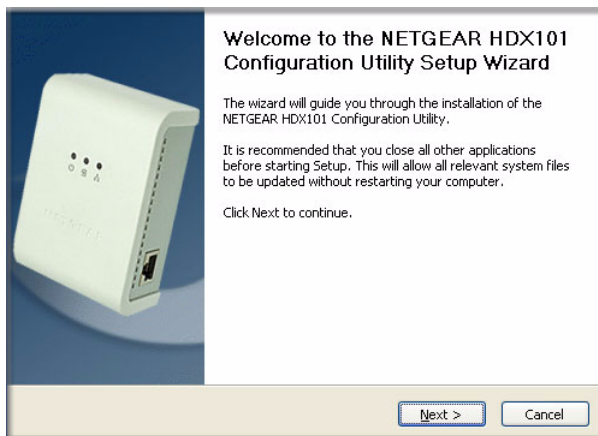 Welcome to the NETGEAR HDX101
Configuration Utility Setup Wizard
The wizard will guide you through the installation of the
NETGEAR HDX101 Configuration Utility.
It is recommended that you close all other applications
before starting Setup. This will allow all relevant system files
to be updated without restarting your computer.
Click Next to continue.
Next >
Cancel